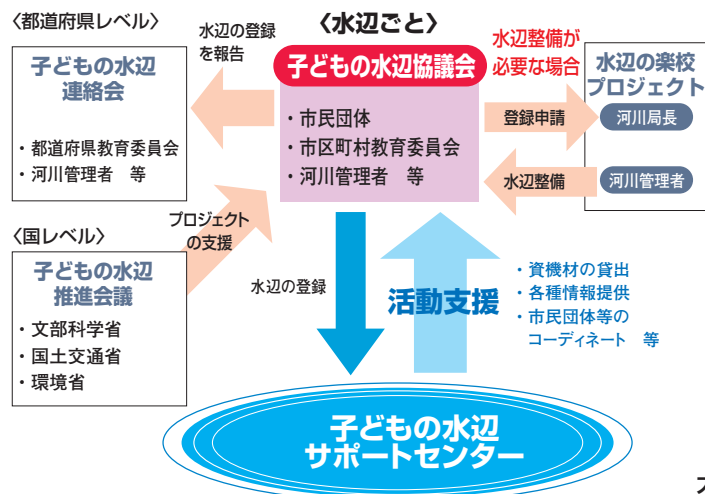 〈都道府県レベル〉
子どもの水辺
連絡会
・都道府県教育委員会
・河川管理者　等
水辺の登録
を報告
〈水辺ごと〉
子どもの水辺協議会
・市民団体
・市区町村教育委員会
・河川管理者　等
水辺整備が
必要な場合
登録申請
水辺整備
水辺の楽校
プロジェクト
河川局長
河川管理者
〈国レベル〉
子どもの水辺
推進会議
・文部科学省
・国土交通省
・環境省
プロジェクト
の支援
水辺の登録
活動支援
・資機材の貸出
・各種情報提供
・市民団体等の
コーディネート　等
子どもの水辺
サポートセンター